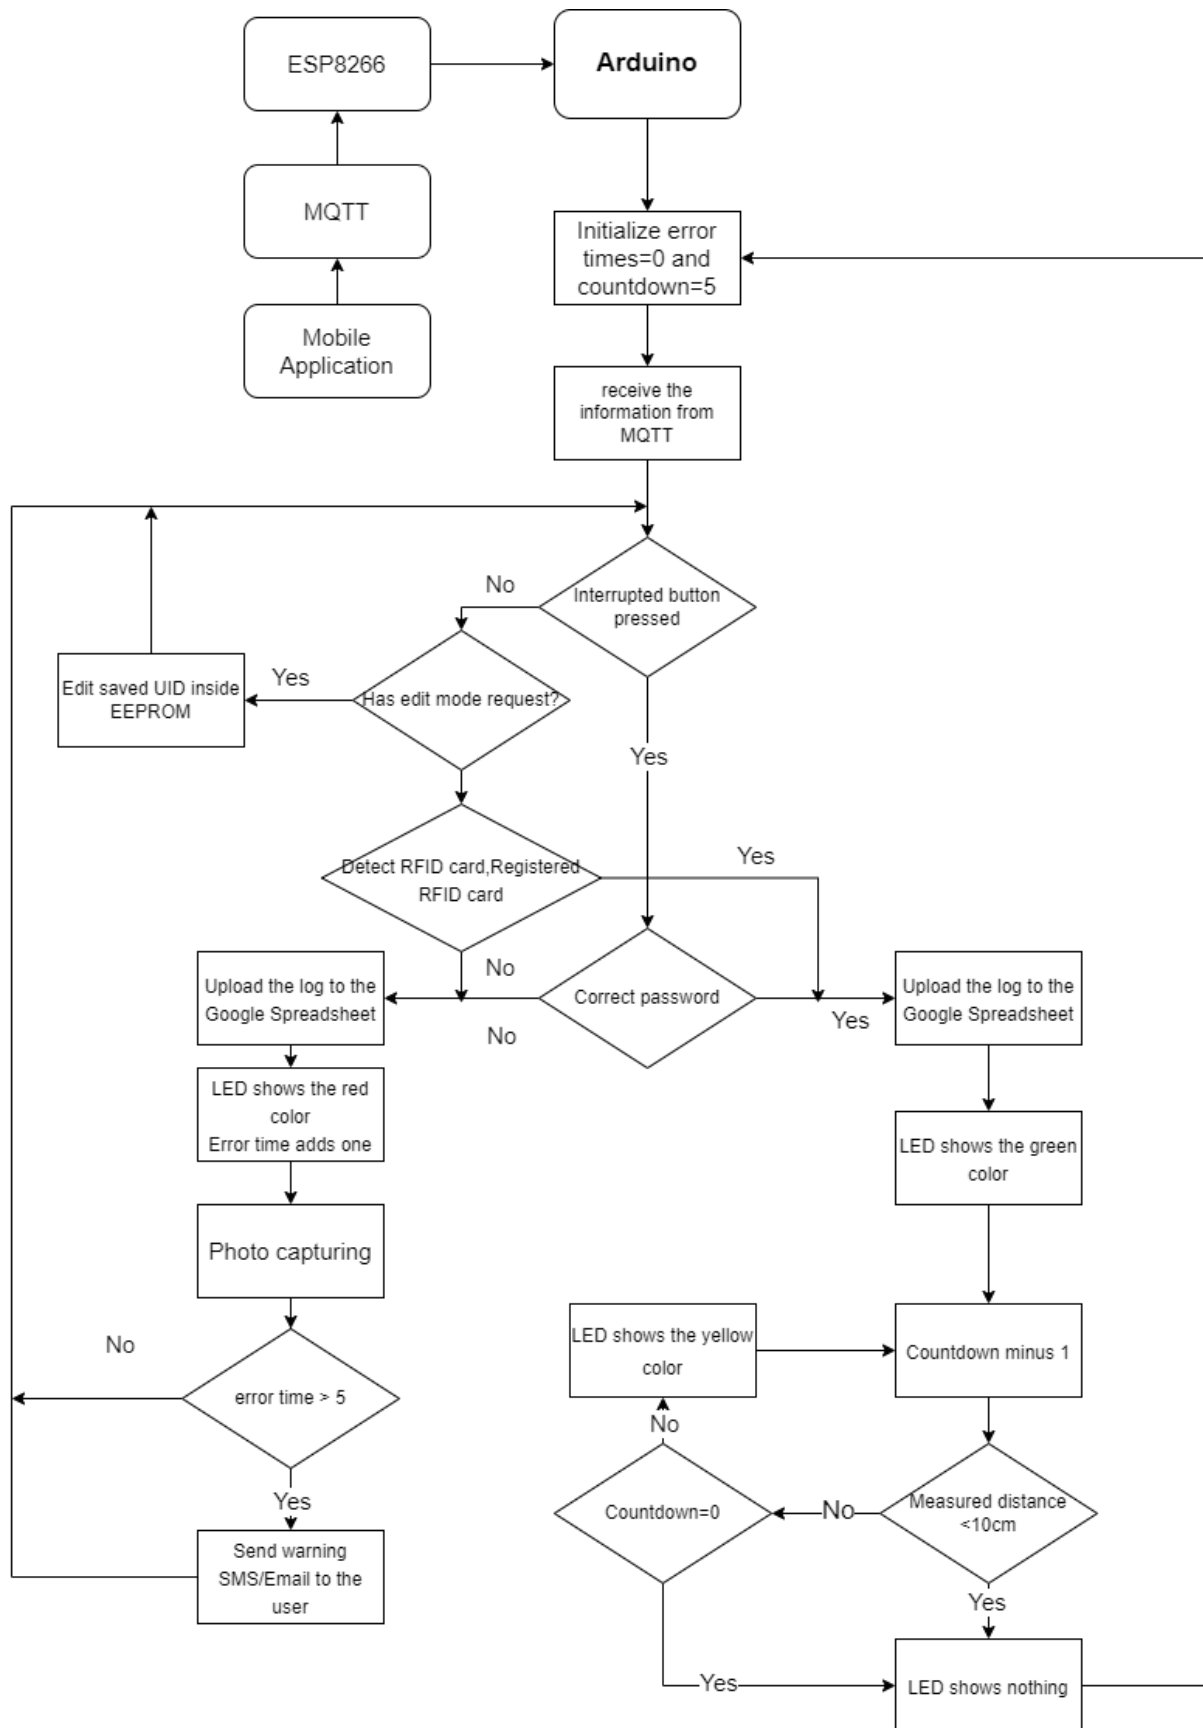 ESP8266
Arduino
MQTT
Mobile
Application
Initialize error
times=0 and
countdown=5
receive the
information from
MQTT
No
Interrupted button
pressed
Edit saved UID inside
EEPROM
Yes
Has edit mode request?
Yes
Detect RFID card,Registered
RFID card
Yes
No
Upload the log to the
Google Spreadsheet
No
Correct password
Yes
Upload the log to the
Google Spreadsheet
LED shows the red
color
Error time adds one
LED shows the green
color
Photo capturing
No
error time > 5
Yes
Send warning
SMS/Email to the
user
LED shows the yellow
color
Countdown minus 1
No
Countdown=0
No
Measured distance
<10cm
Yes
Yes
LED shows nothing